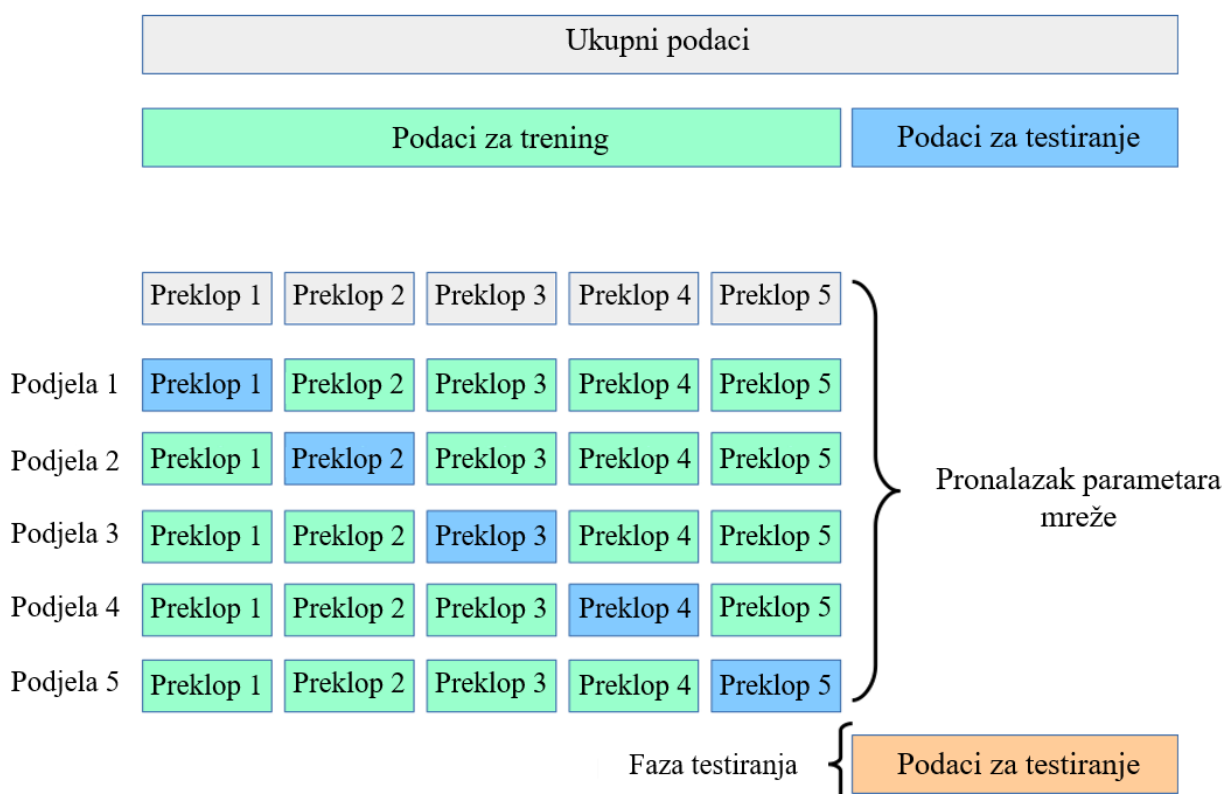 Ukupni podaci
Podaci za trening
Podaci za testiranje
Preklop 1 Preklop 2 Preklop 3 Preklop 4 Preklop 5
Podjela 1 Preklop 1 Preklop 2 Preklop 3 Preklop 4 Preklop 5
Podjela 2 Preklop 1 Preklop 2 Preklop 3 Preklop 4 Preklop 5
Podjela 3 Preklop 1 Preklop 2 Preklop 3 Preklop 4 Preklop 5
Podjela 4 Preklop 1 Preklop 2 Preklop 3 Preklop 4 Preklop 5
Podjela 5 Preklop 1 Preklop 2 Preklop 3 Preklop 4 Preklop 5
Pronalazak parametara
mreže
Faza testiranja
Podaci za testiranje